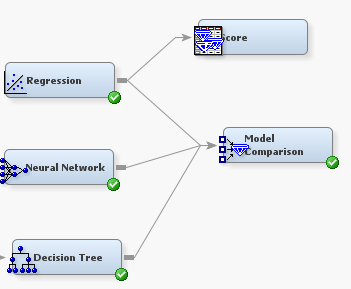 Score
Regression
Model
Comparison
Neural Network
Decision Tree